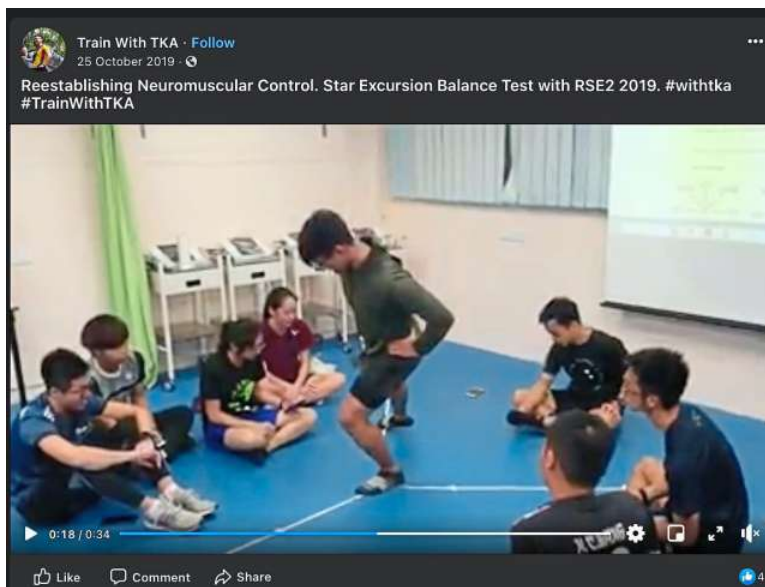 Train With TKA · Follow
25 October 2019 ·
Reestablishing Neuromuscular Control. Star Excursion Balance Test with RSE2 2019. #withtka
#TrainWithTKA
0:18 / 0:34
Like Comment Share
4